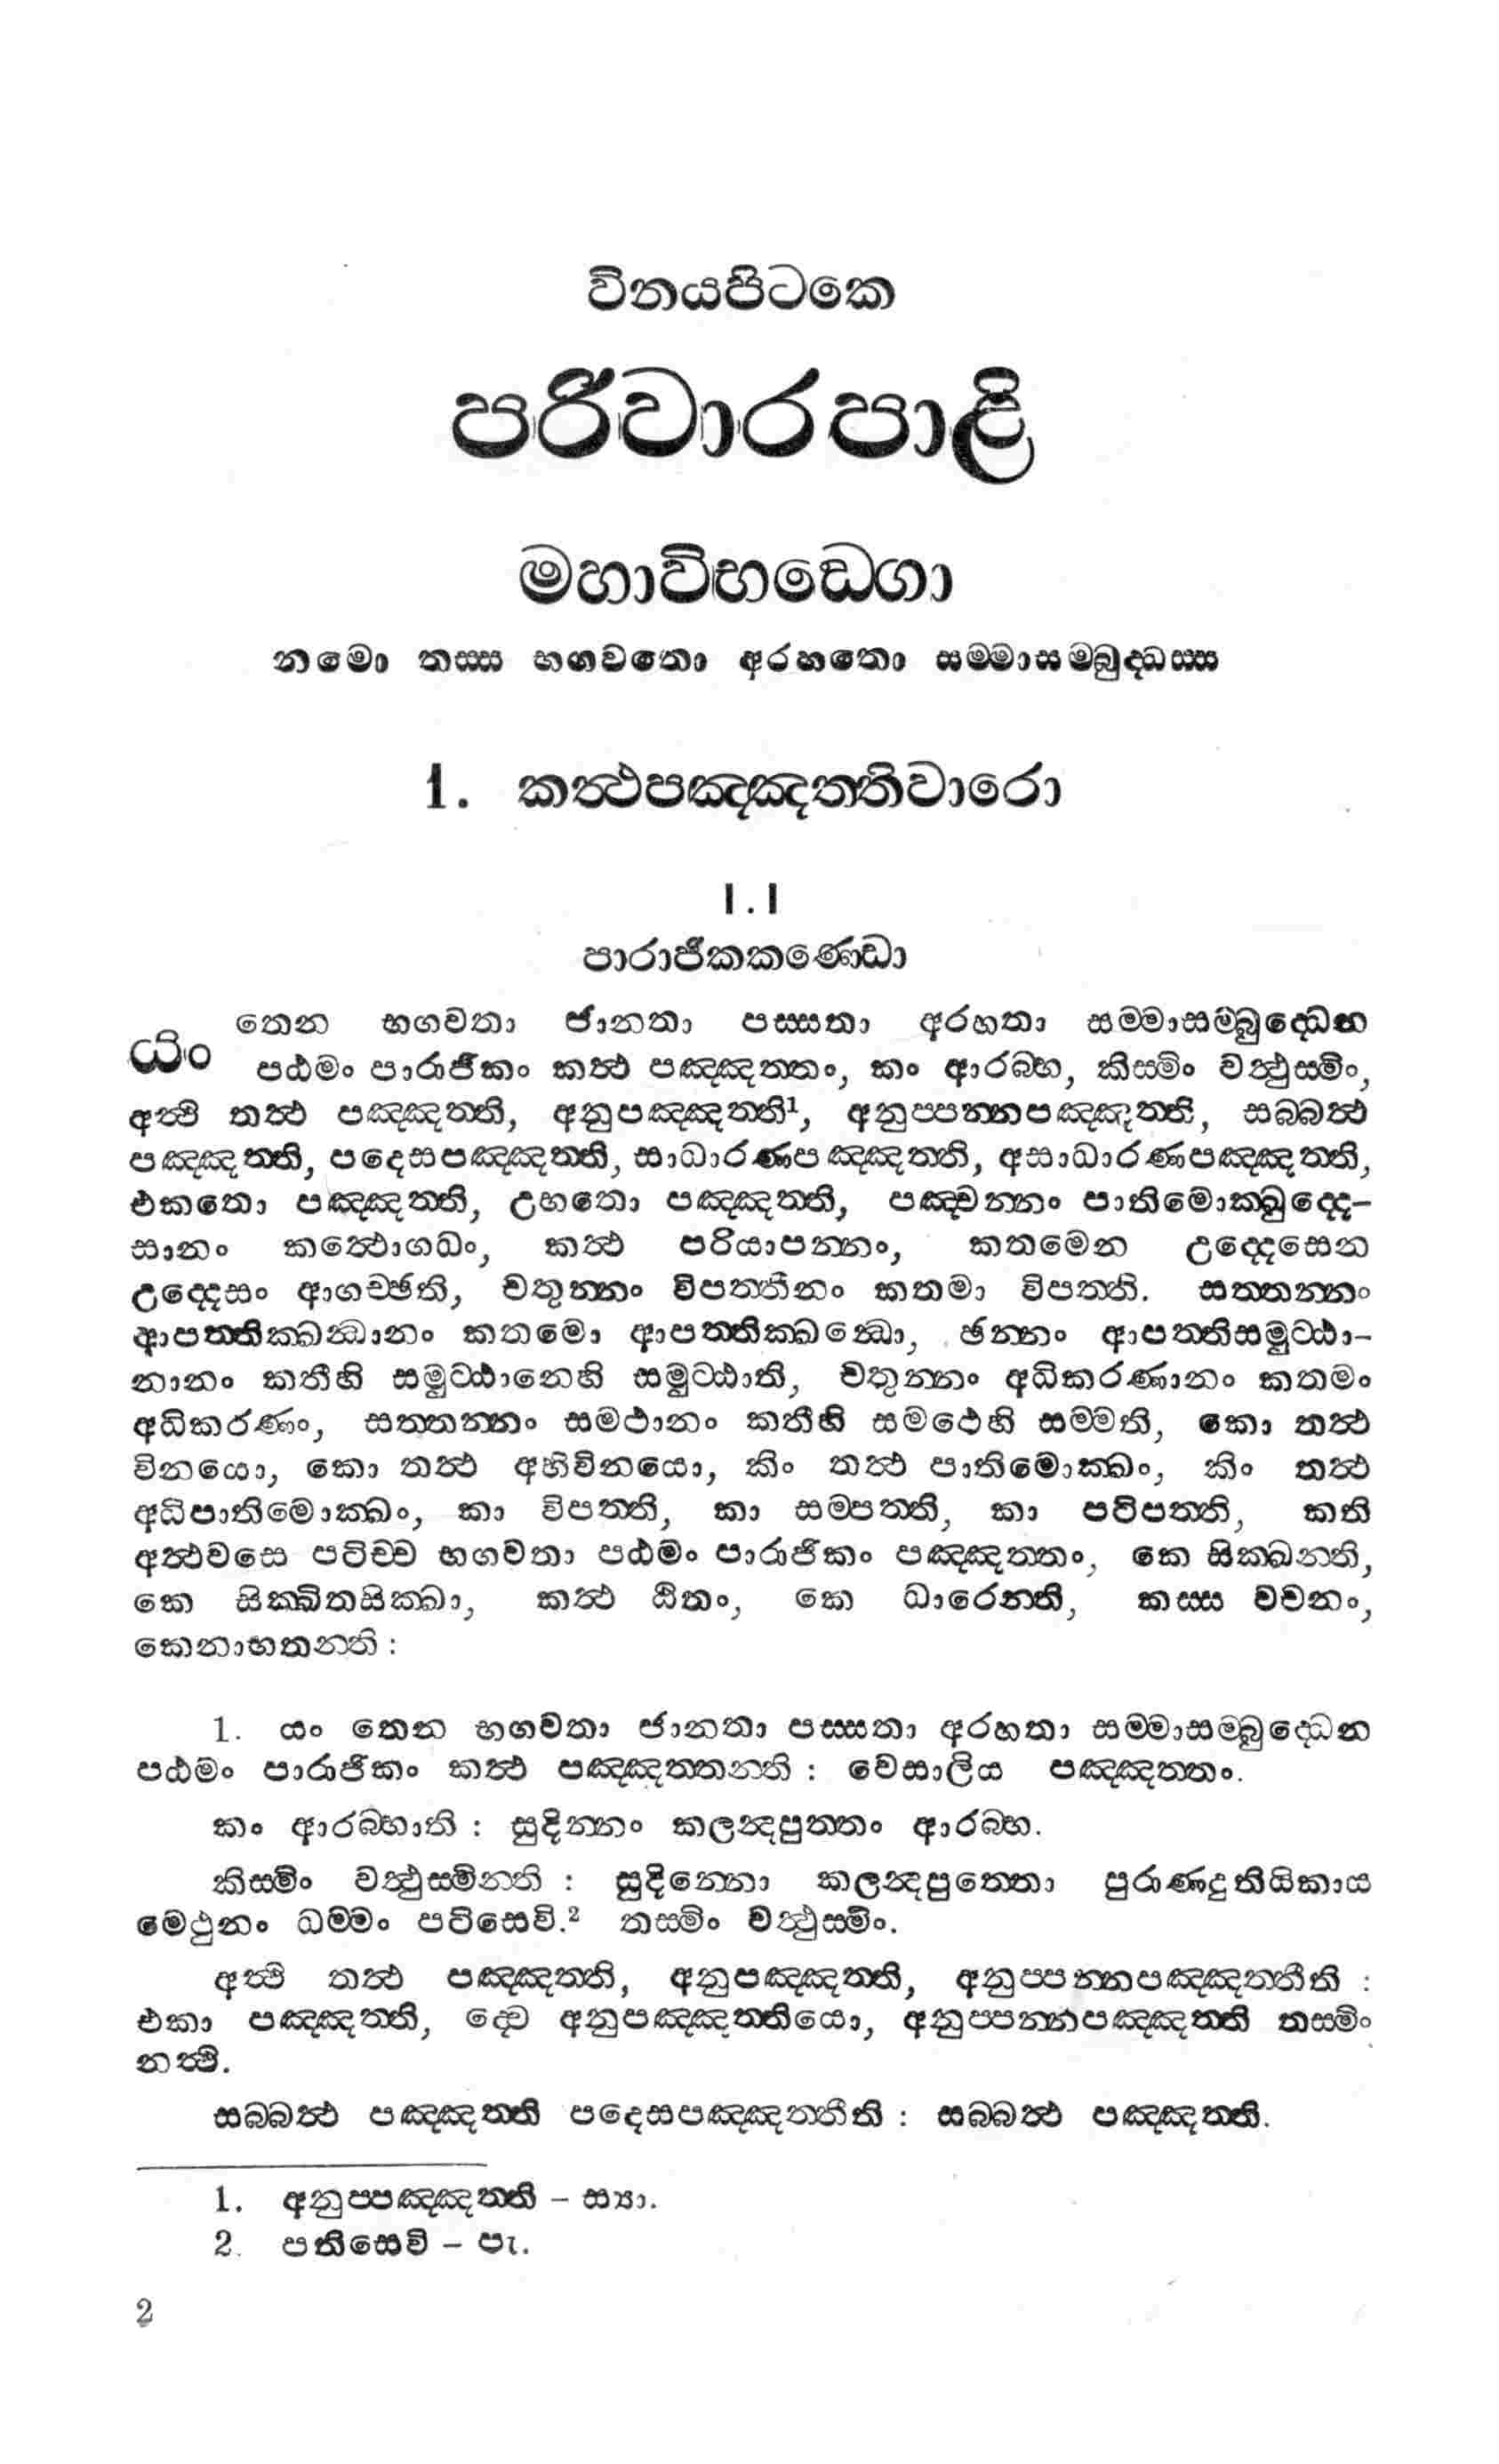 විනයපිටකෙ
පරිවාරපාළි
මහාවිභඞ්ගො
නමො තස්ස භගවතො අරහතො සම්මාසම්බුද්ධස්ස
1. කත්ථපඤ්ඤත්තිවාරො
1.1
පාරාජිකකණ්ඩො
යං තෙන භගවතා ජානතා පස්සතා අරහතා සම්මාසම්බුද්ධෙන
පඨමං පාරාජිකං කත්ථ පඤ්ඤත්තං, කං ආරබ්භ, කිස්මිං වත්ථුස්මිං,
අත්ථි තත්ථ පඤ්ඤත්ති, අනුපඤ්ඤත්ති¹, අනුප්පන්නපඤ්ඤත්ති, සබ්බත්ථ
පඤ්ඤත්ති, පදෙසපඤ්ඤත්ති, සාධාරණපඤ්ඤත්ති, අසාධාරණපඤ්ඤත්ති,
එකතො පඤ්ඤත්ති, උභතො පඤ්ඤත්ති, පඤ්චන්නං පාතිමොක්ඛුද්දෙ-
සානං කත්ථොගධං, කත්ථ පරියාපන්නං, කතමෙන උද්දෙසෙන
උද්දෙසං ආගච්ඡති, චතුන්නං විපත්තීනං කතමා විපත්ති. සත්තන්නං
ආපත්තික්ඛන්ධානං කතමො ආපත්තික්ඛන්ධො, ඡන්නං ආපත්තිසමුට්ඨා-
නානං කතීහි සමුට්ඨානෙහි සමුට්ඨාති, චතුන්නං අධිකරණානං කතමං
අධිකරණං, සත්තන්නං සමථානං කතීහි සමථෙහි සම්මති, කො තත්ථ
විනයො, කො තත්ථ අභිවිනයො, කිං තත්ථ පාතිමොක්ඛං, කිං තත්ථ
අධිපාතිමොක්ඛං, කා විපත්ති, කා සම්පත්ති, කා පටිපත්ති, කති
අත්ථවසෙ පටිච්ච භගවතා පඨමං පාරාජිකං පඤ්ඤත්තං, කෙ සික්ඛන්ති,
කෙ සික්ඛිතසික්ඛා, කත්ථ ඨිතං, කෙ ධාරෙන්ති, කස්ස වචනං,
කෙනාභතන්ති :
1. යං තෙන භගවතා ජානතා පස්සතා අරහතා සම්මාසම්බුද්ධෙන
පඨමං පාරාජිකං කත්ථ පඤ්ඤත්තන්ති : වෙසාලිය පඤ්ඤත්තං.
කං ආරබ්භාති : සුදින්නං කලන්දපුත්තං ආරබ්භ.
කිස්මිං වත්ථුස්මින්ති : සුදින්නො කලන්දපුත්තො පුරාණදුතියිකාය
මෙථුනං ධම්මං පටිසෙවි.² තස්මිං වත්ථුස්මිං.
අත්ථි තත්ථ පඤ්ඤත්ති, අනුපඤ්ඤත්ති, අනුප්පන්නපඤ්ඤත්තීති :
එකා පඤ්ඤත්ති, ද්වෙ අනුපඤ්ඤත්තියො, අනුප්පන්නපඤ්ඤත්ති තස්මිං
නත්ථි.
සබ්බත්ථ පඤ්ඤත්ති පදෙසපඤ්ඤත්තීති : සබ්බත්ථ පඤ්ඤත්ති.
1. අනුප්පඤ්ඤත්ති – ස්‍යා.
2. පතිසෙවි – පැ.
2